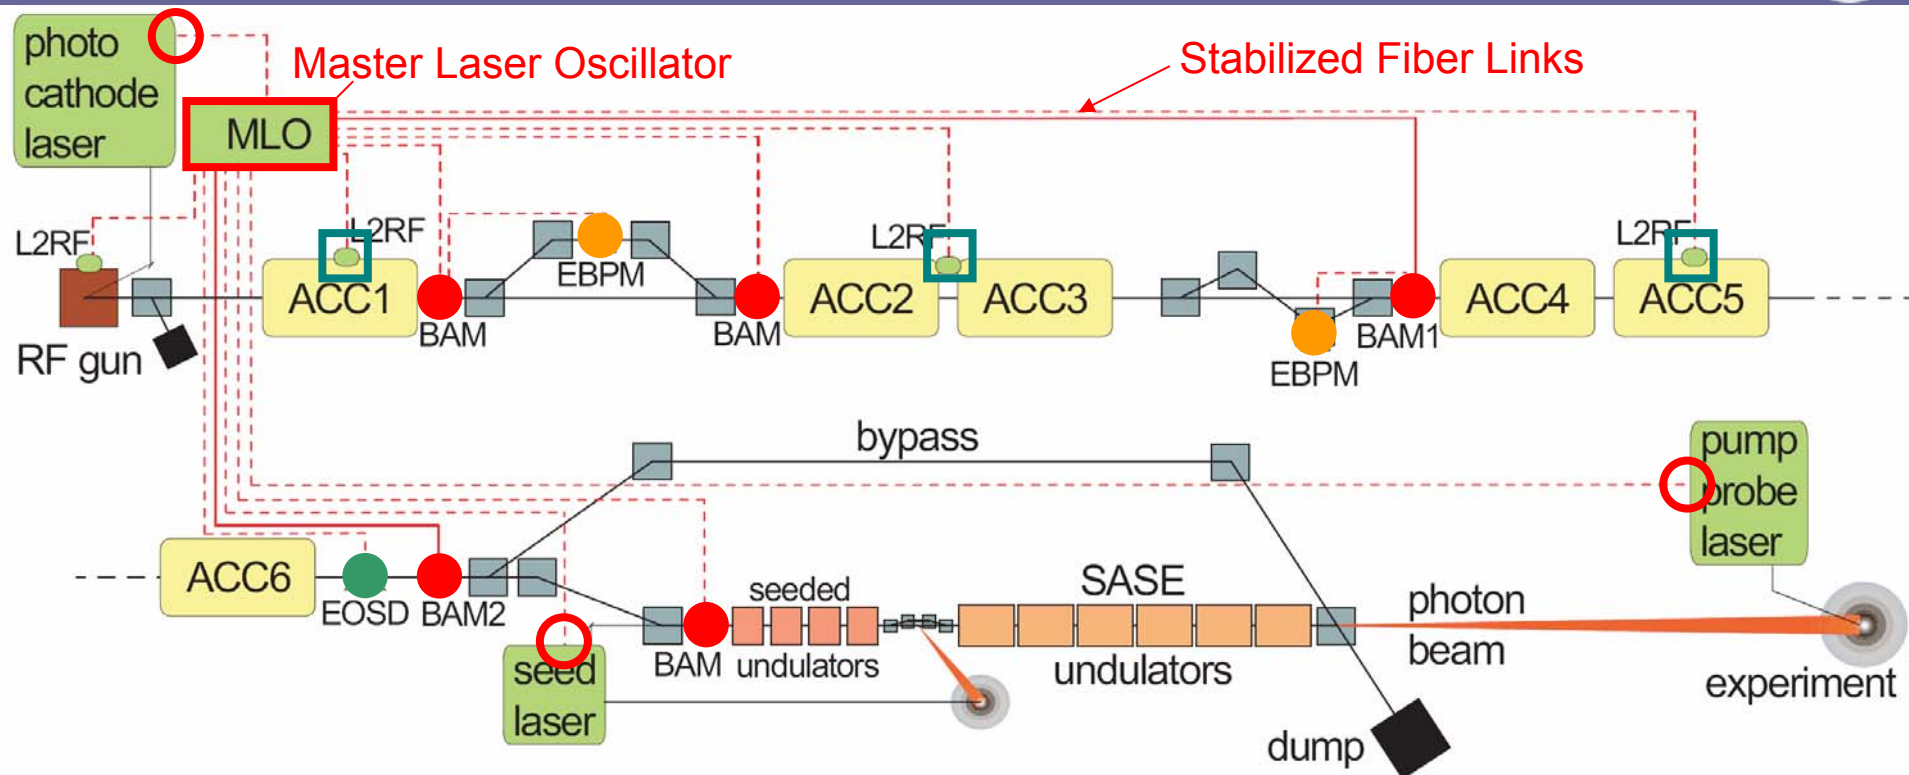 photo
cathode
laser
Master Laser Oscillator
Stabilized Fiber Links
MLO
L2RF
L2RF
L2RF
L2RF
ACC1
BAM
EBPM
BAM
ACC2
ACC3
EBPM
BAM1
ACC4
ACC5
RF gun
bypass
pump
probe
laser
ACC6
EOSD
BAM2
seed
laser
BAM
seeded
undulators
SASE
undulators
photon
beam
experiment
dump